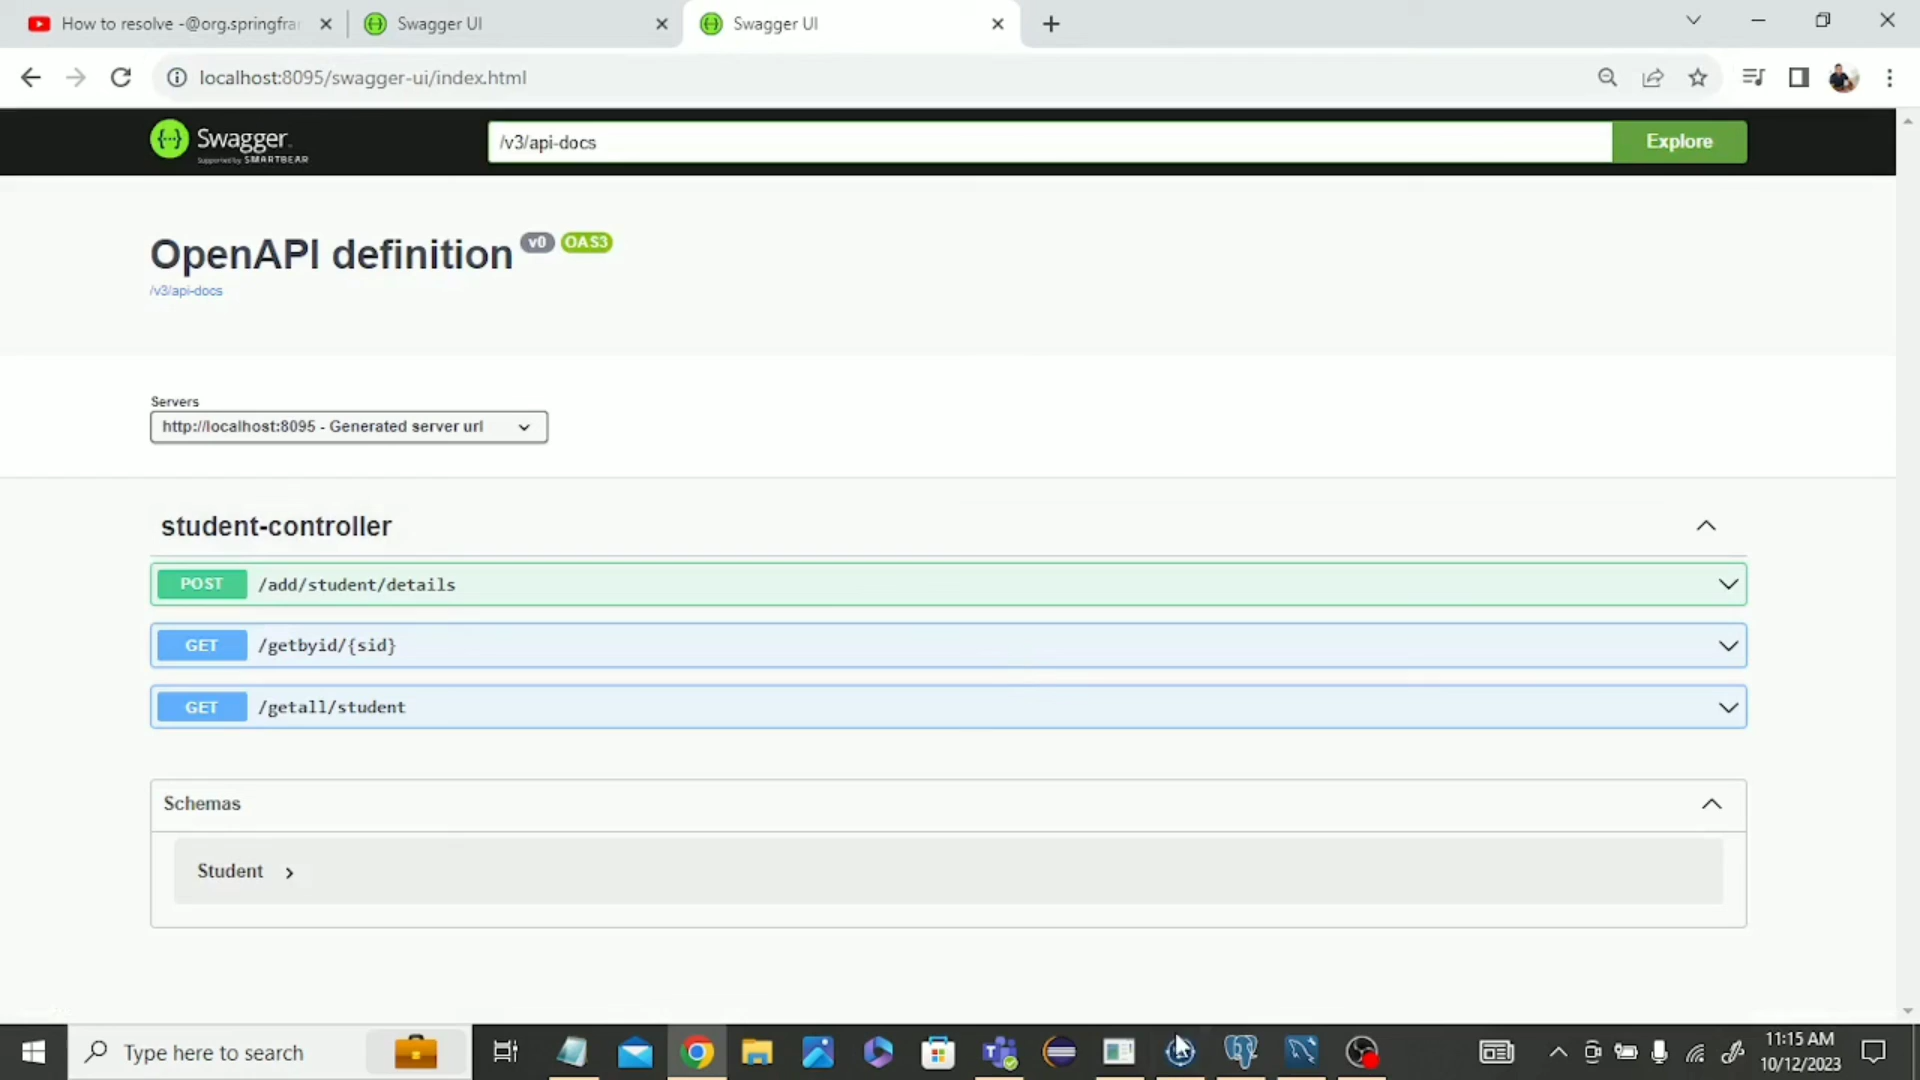 How to resolve -@org.springfra
Swagger UI
Swagger UI
localhost:8095/swagger-ui/index.html
Swagger
Supported by SMARTBEAR
/v3/api-docs
Explore
OpenAPI definition v0 OAS3
/v3/api-docs
Servers
http://localhost:8095 - Generated server url
student-controller
POST /add/student/details
GET /getbyid/{sid}
GET /getall/student
Schemas
Student
Type here to search
11:15 AM
10/12/2023